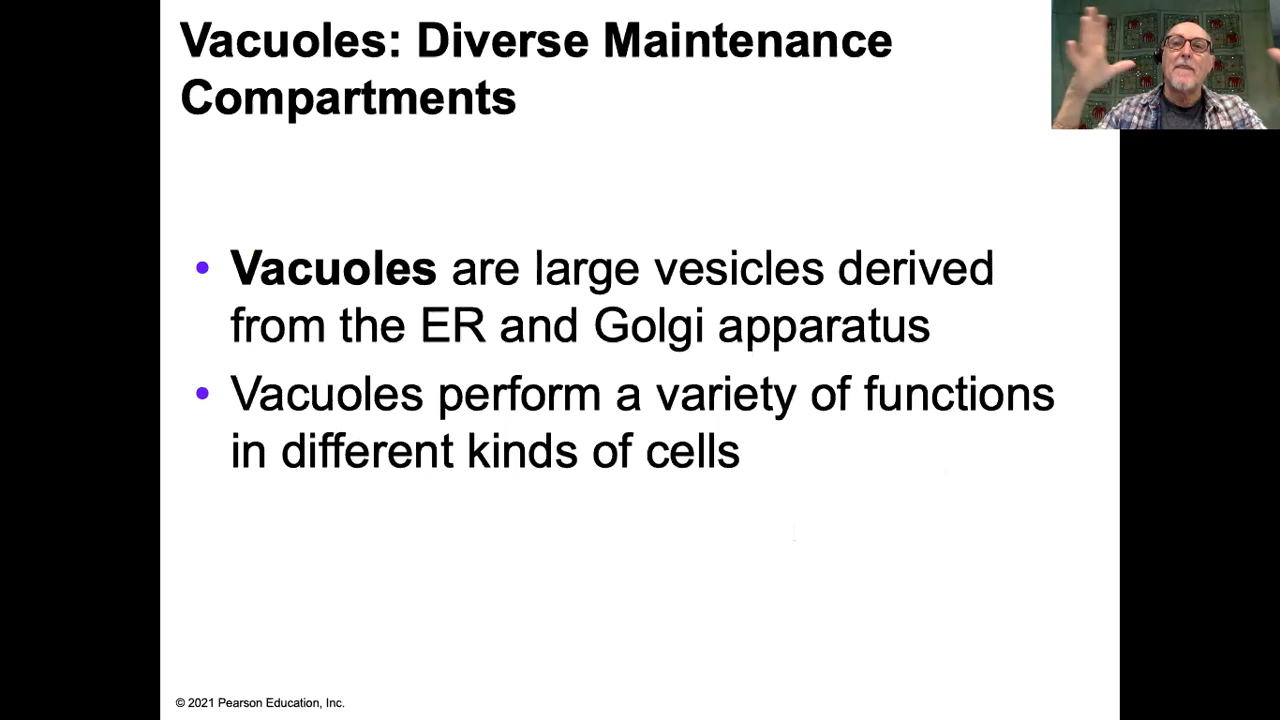 Vacuoles: Diverse Maintenance
Compartments
• Vacuoles are large vesicles derived
from the ER and Golgi apparatus
• Vacuoles perform a variety of functions
in different kinds of cells
© 2021 Pearson Education, Inc.